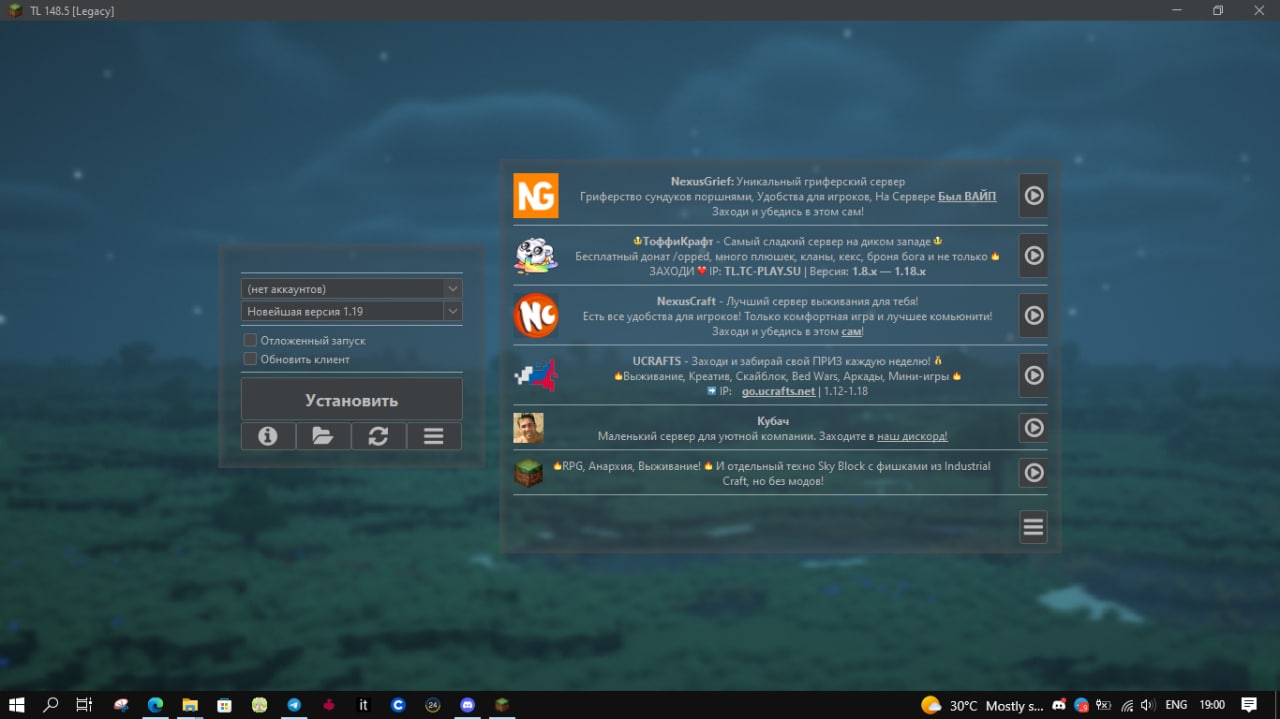 TL 148.5 [Legacy]
NG
NexusGrief: Уникальный гриферский сервер
Гриферство сундуков поршнями, Удобства для игроков, На Сервере Был ВАЙП
Заходи и убедись в этом сам!
🔱ТоффиКрафт - Самый сладкий сервер на диком западе 🔱
Бесплатный донат /opped, много плюшек, кланы, кекс, броня бога и не только 🔥
ЗАХОДИ ❤️ IP: TL.TC-PLAY.SU | Версия: 1.8.x — 1.18.x
Nc
NexusCraft - Лучший сервер выживания для тебя!
Есть все удобства для игроков! Только комфортная игра и лучшее комьюнити!
Заходи и убедись в этом сам!
UCRAFTS - Заходи и забирай свой ПРИЗ каждую неделю! 💰
🔥Выживание, Креатив, Скайблок, Bed Wars, Аркады, Мини-игры 🔥
➡️ IP: go.ucrafts.net | 1.12-1.18
Кубач
Маленький сервер для уютной компании. Заходите в наш дискорд!
🔥RPG, Анархия, Выживание! 🔥 И отдельный техно Sky Block с фишками из Industrial
Craft, но без модов!
(нет аккаунтов)
Новейшая версия 1.19
Отложенный запуск
Обновить клиент
Установить
it
C
24
30°C Mostly s...
ENG
19:00